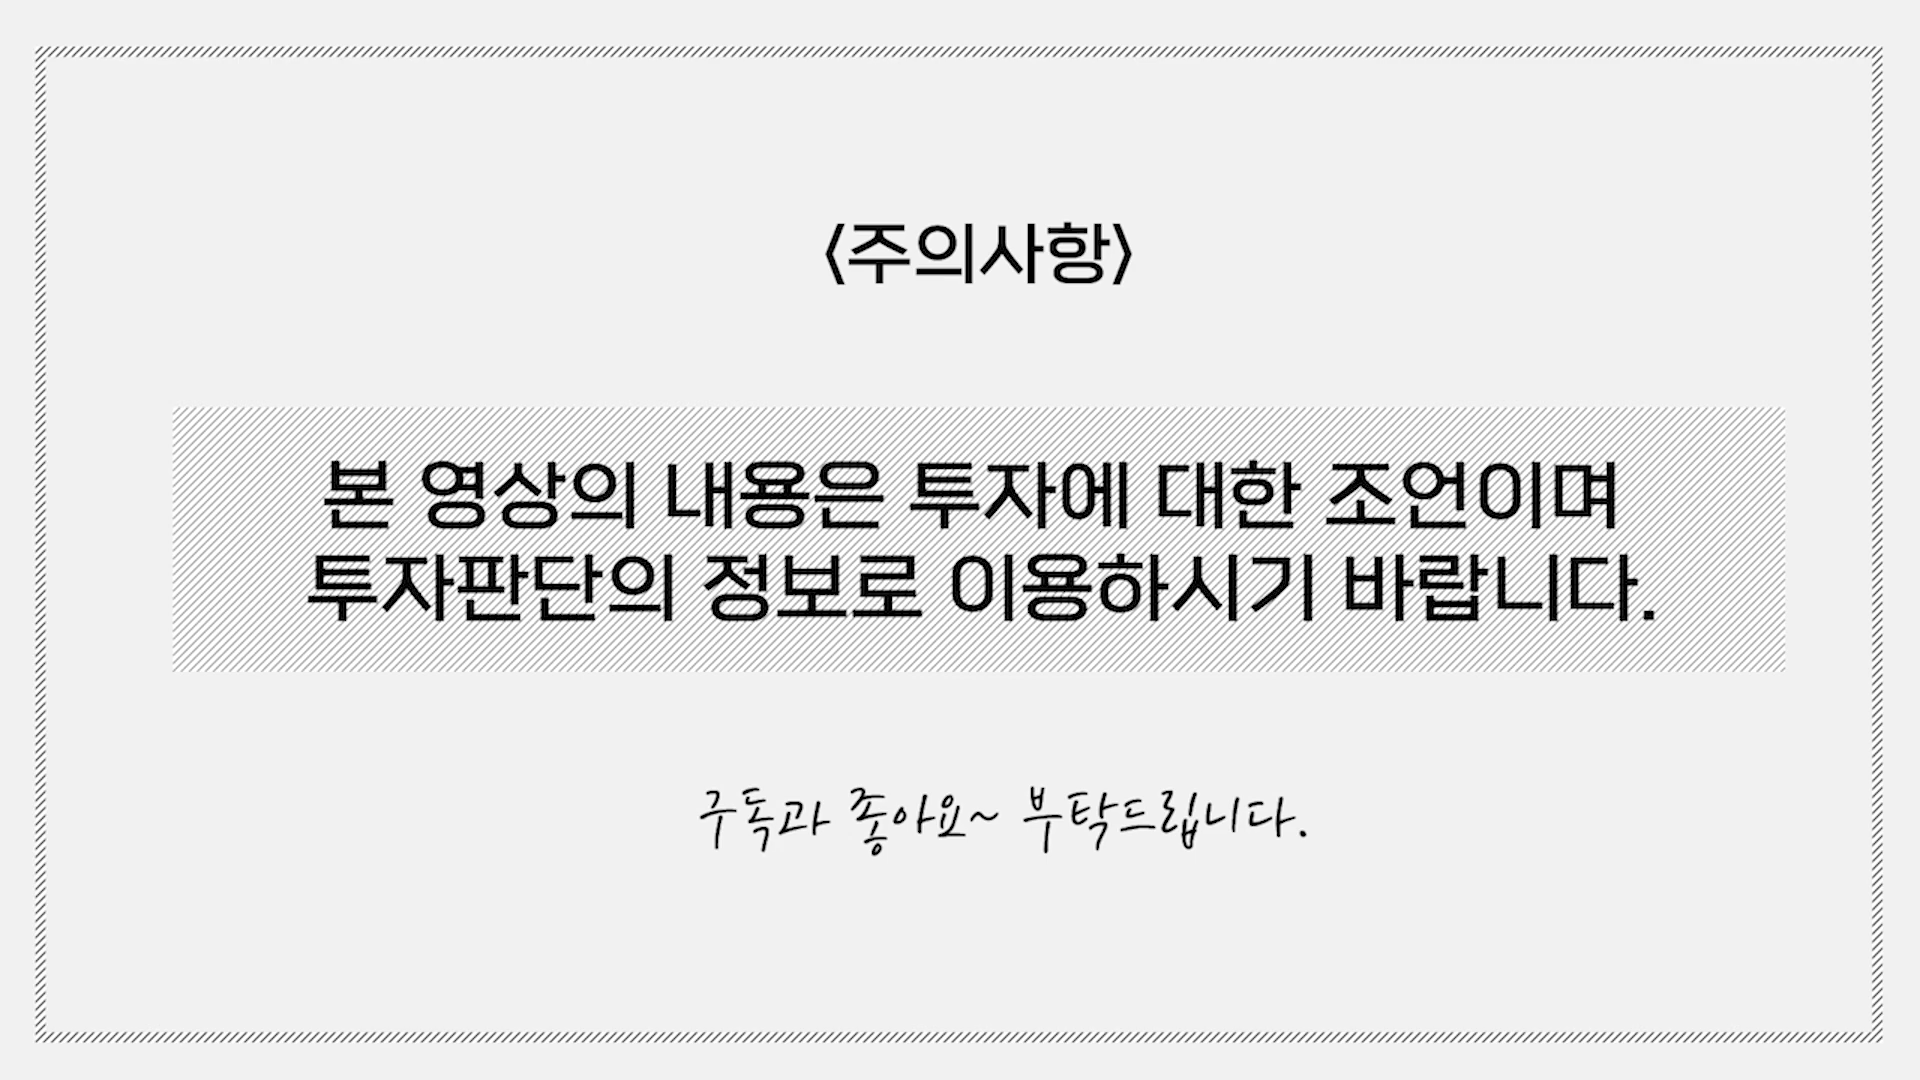 〈주의사항〉
본 영상의 내용은 투자에 대한 조언이며
투자판단의 정보로 이용하시기 바랍니다.
구독과 좋아요~ 부탁드립니다.